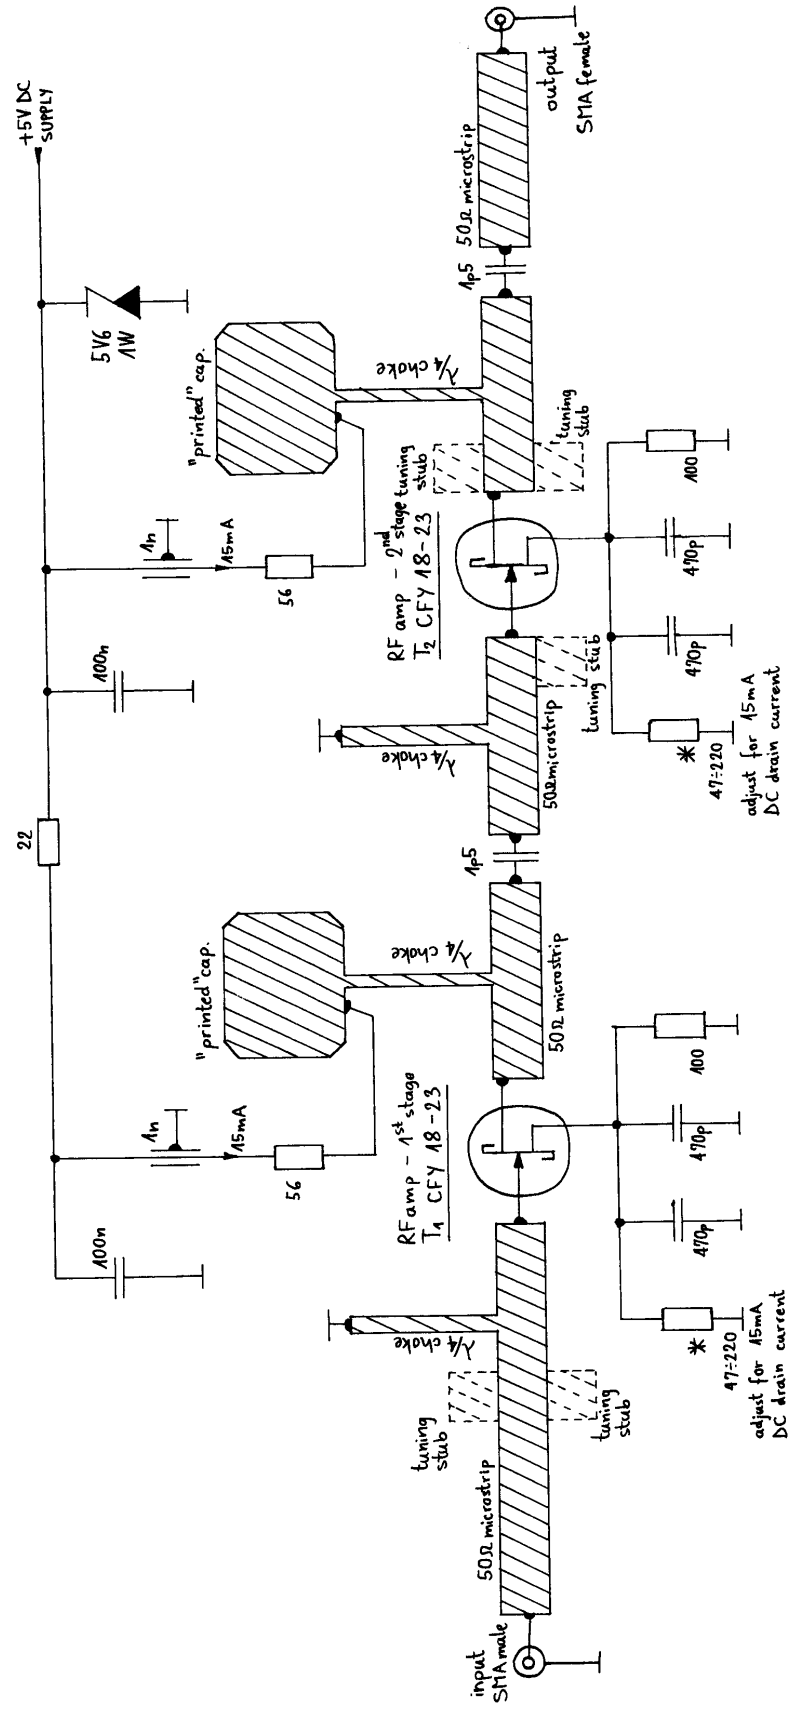 +5V DC
SUPPLY
5V6
1W
22
100n
100n
1n
15mA
56
1n
15mA
56
"printed" cap.
"printed" cap.
λ/4 choke
λ/4 choke
λ/4 choke
λ/4 choke
RF amp - 1st stage
T1 CFY 18-23
RF amp - 2nd stage
T2 CFY 18-23
input
SMA male
50Ω microstrip
tuning
stub
tuning
stub
50Ω microstrip
1p5
50Ω microstrip
tuning stub
tuning
stub
tuning
stub
1p5
50Ω microstrip
output
SMA female
*
47÷220
adjust for 15mA
DC drain current
470p
470p
100
*
47÷220
adjust for 15mA
DC drain current
470p
470p
100